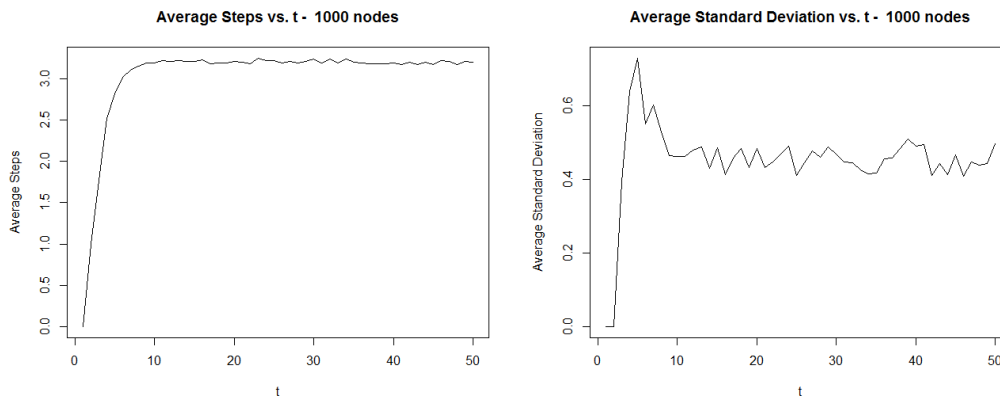 Average Steps vs. t -  1000 nodes
Average Steps
0.0 0.5 1.0 1.5 2.0 2.5 3.0
0 10 20 30 40 50
t
Average Standard Deviation vs. t -  1000 nodes
Average Standard Deviation
0.0 0.2 0.4 0.6
0 10 20 30 40 50
t